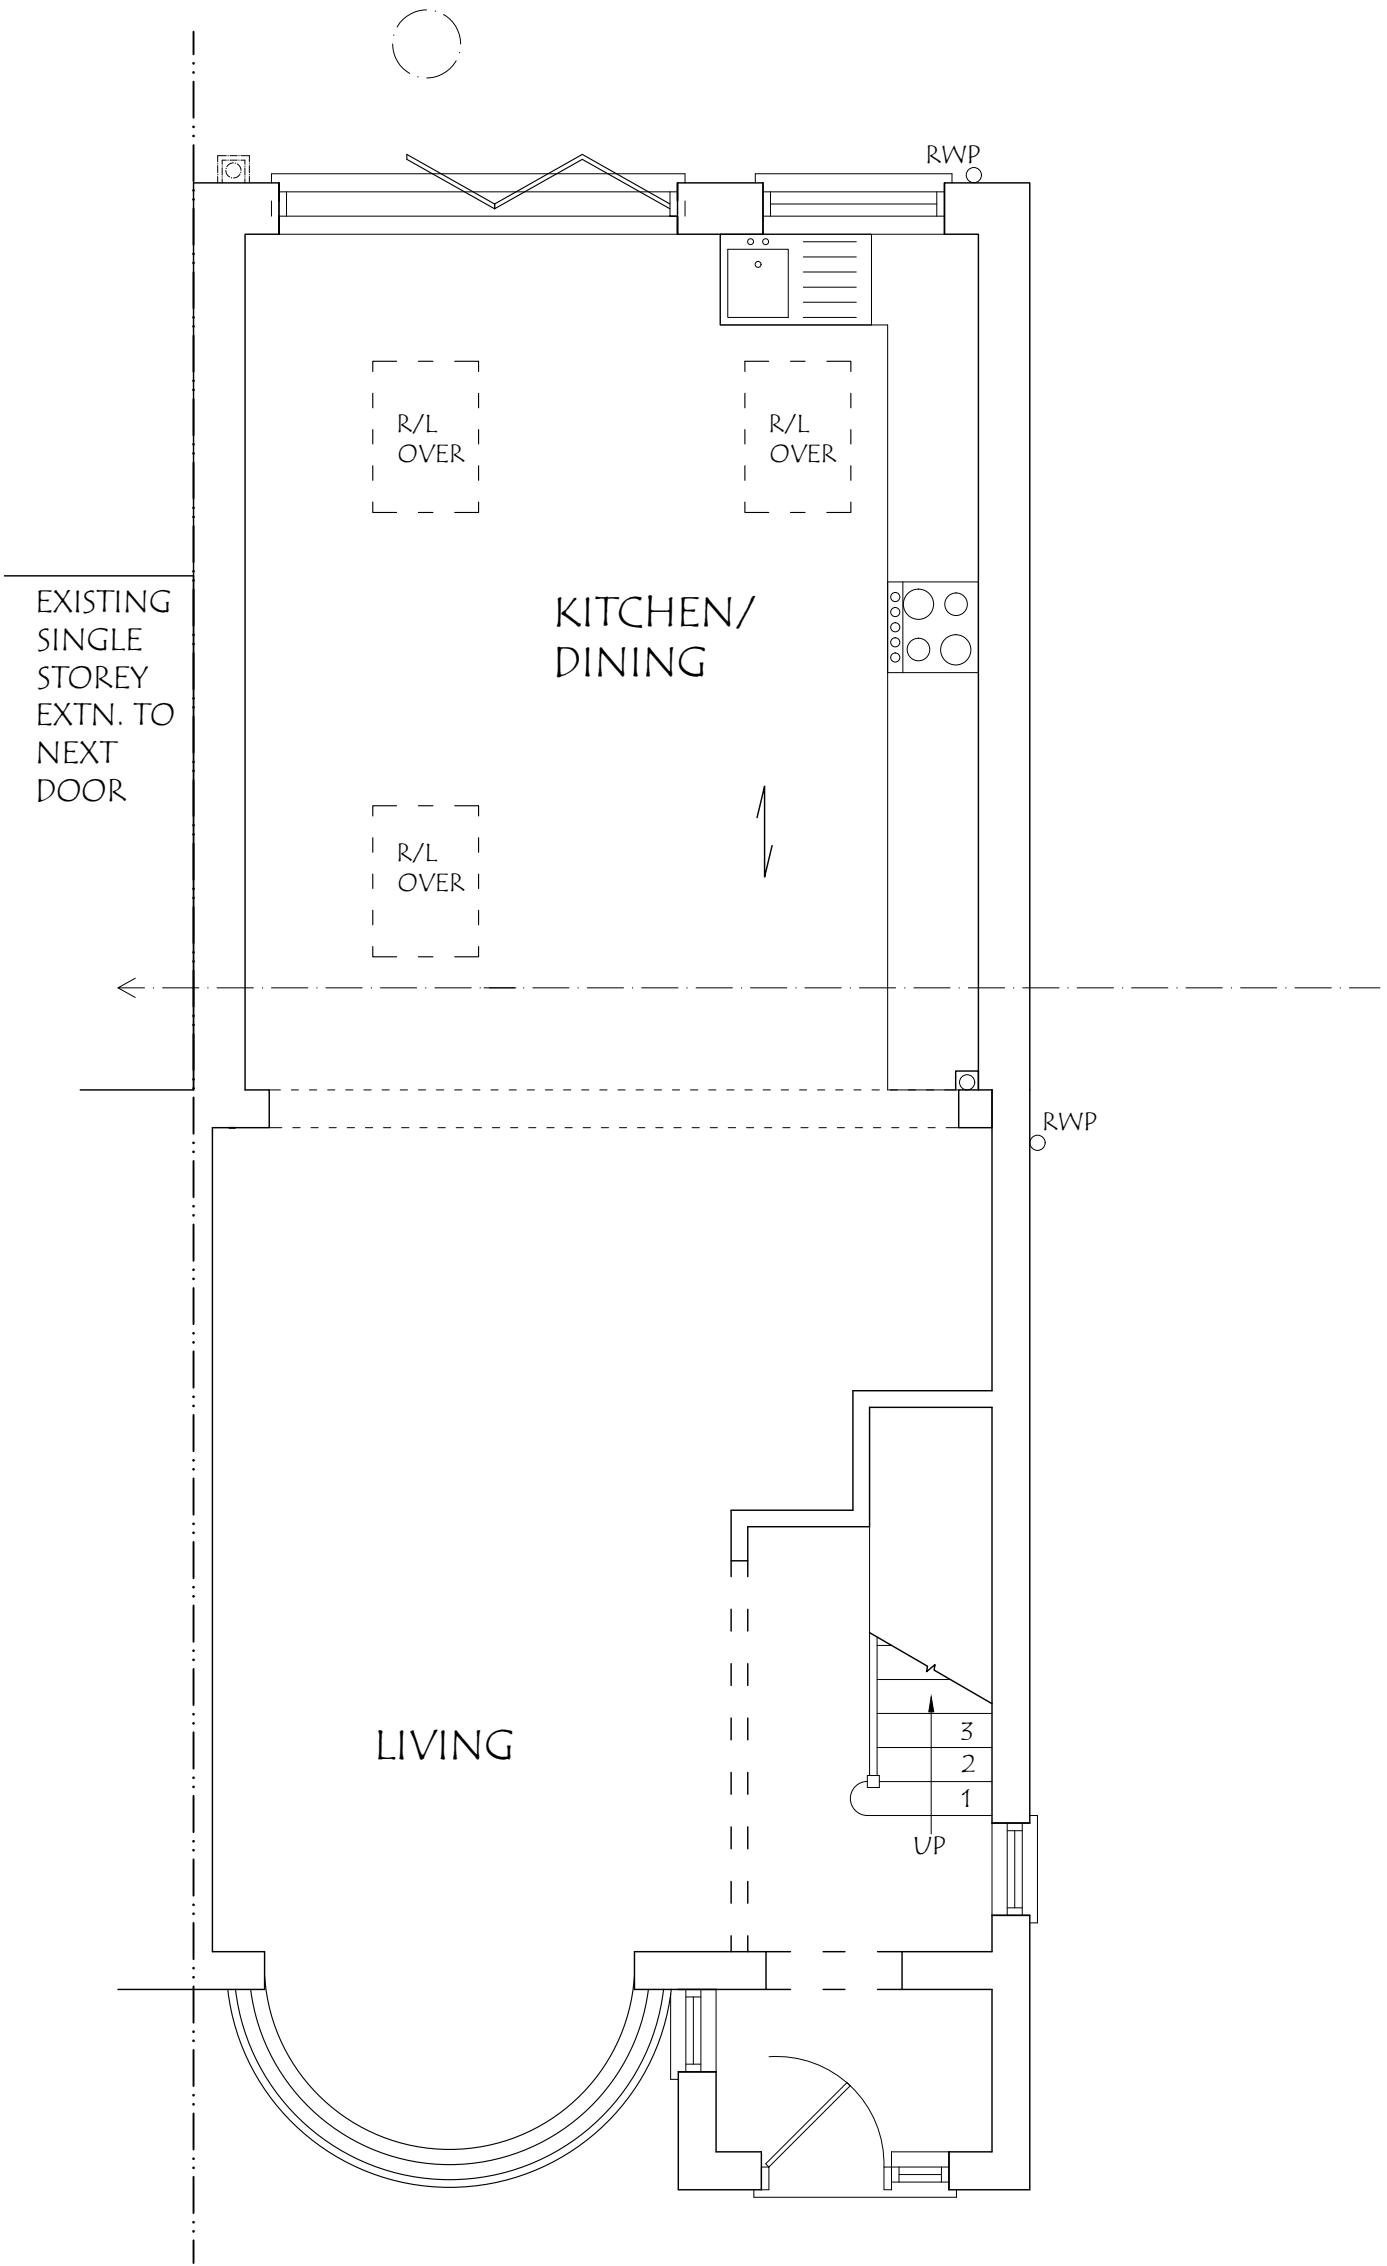 RWP
R/L
OVER
R/L
OVER
KITCHEN/
DINING
EXISTING
SINGLE
STOREY
EXTN. TO
NEXT
DOOR
R/L
OVER
RWP
LIVING
3
2
1
UP